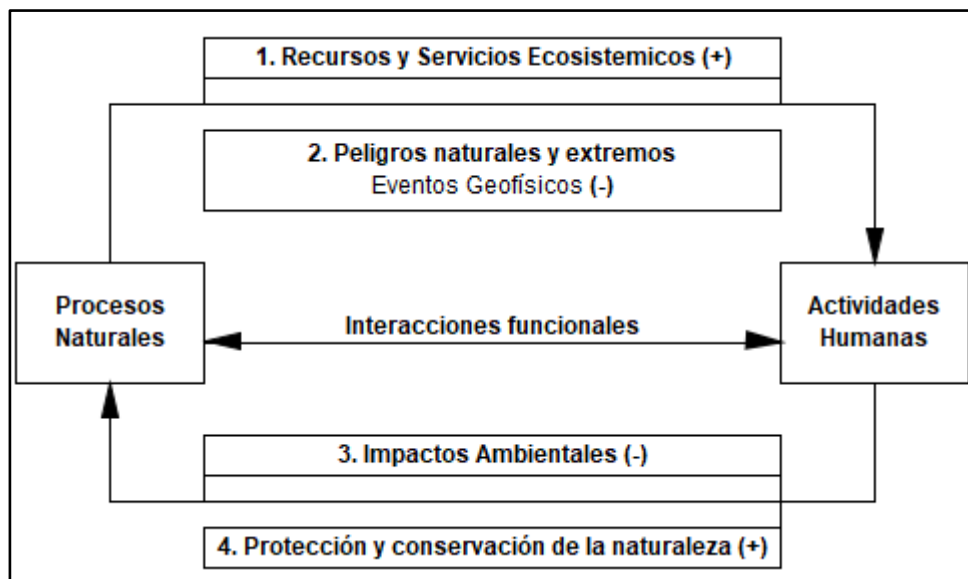 1. Recursos y Servicios Ecosistemicos (+)
2. Peligros naturales y extremos
Eventos Geofísicos (-)
Procesos
Naturales
Interacciones funcionales
Actividades
Humanas
3. Impactos Ambientales (-)
4. Protección y conservación de la naturaleza (+)